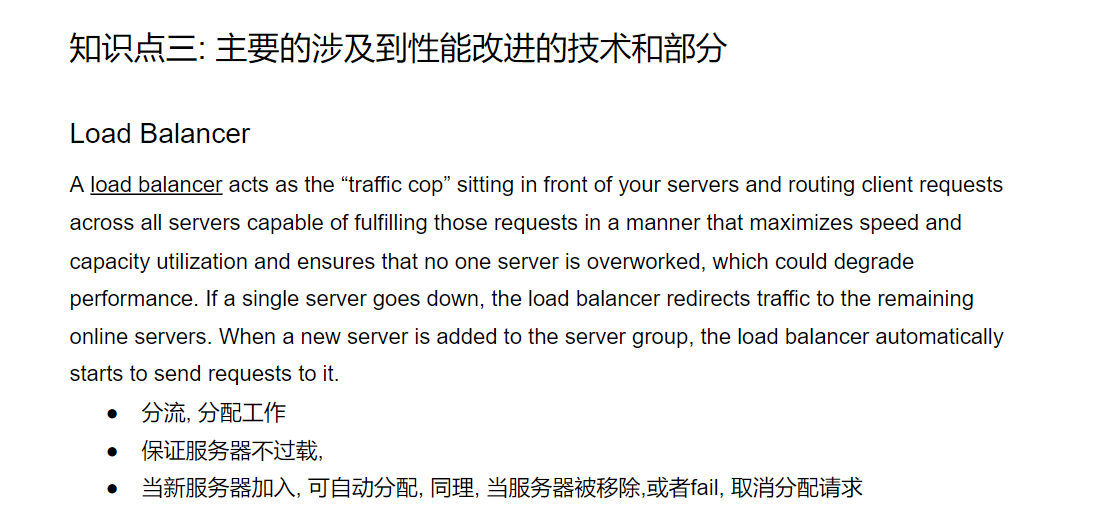 知识点三: 主要的涉及到性能改进的技术和部分
Load Balancer
A load balancer acts as the “traffic cop” sitting in front of your servers and routing client requests
across all servers capable of fulfilling those requests in a manner that maximizes speed and
capacity utilization and ensures that no one server is overworked, which could degrade
performance. If a single server goes down, the load balancer redirects traffic to the remaining
online servers. When a new server is added to the server group, the load balancer automatically
starts to send requests to it.
● 分流, 分配工作
● 保证服务器不过载,
● 当新服务器加入, 可自动分配, 同理, 当服务器被移除,或者fail, 取消分配请求